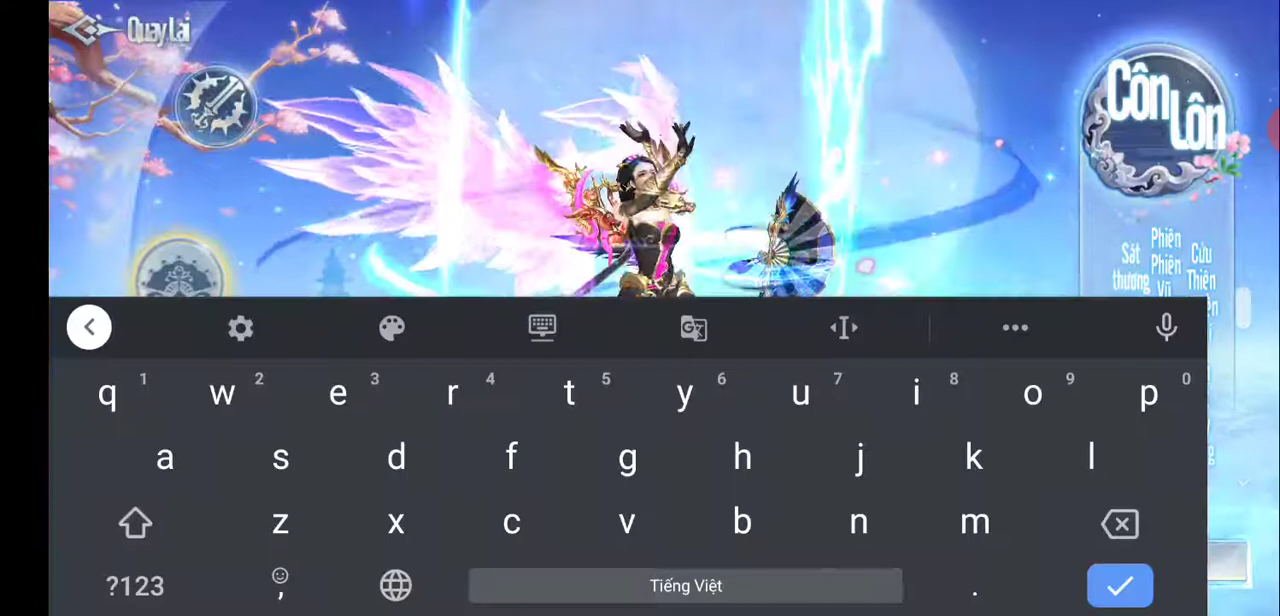 Quay Lại
Côn
Lôn
Sát
thương
Phiên
Phiên
Vũ
Cửu
Thiên
q 1 w 2 e 3 r 4 t 5 y 6 u 7 i 8 o 9 p 0
a s d f g h j k l
z x c v b n m
?123 , Tiếng Việt .